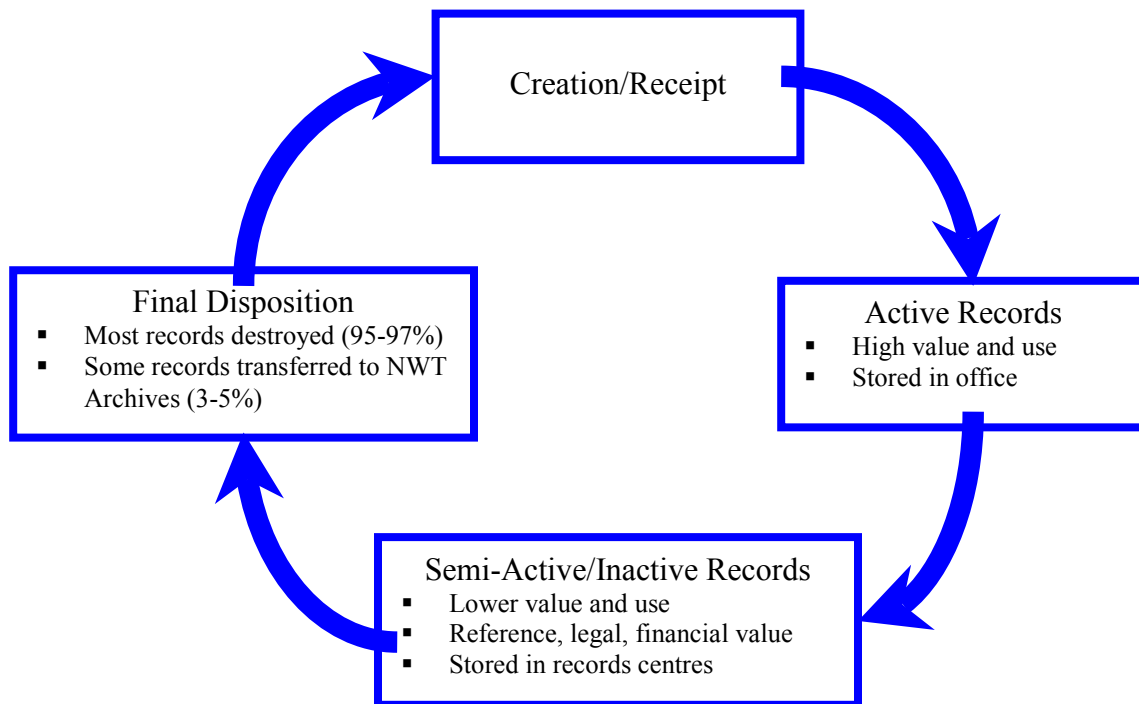 Creation/Receipt
Active Records
▪ High value and use
▪ Stored in office
Semi-Active/Inactive Records
▪ Lower value and use
▪ Reference, legal, financial value
▪ Stored in records centres
Final Disposition
▪ Most records destroyed (95-97%)
▪ Some records transferred to NWT
Archives (3-5%)